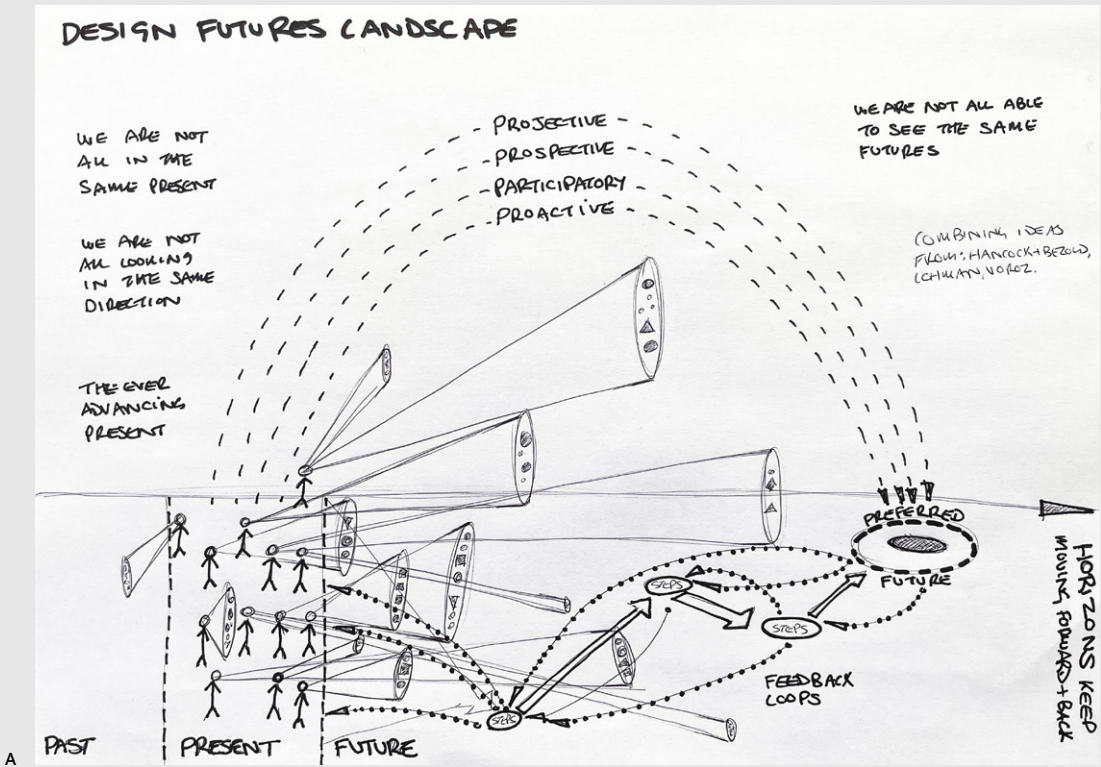 DESIGN FUTURES LANDSCAPE
WE ARE NOT
ALL IN THE
SAME PRESENT
WE ARE NOT
ALL LOOKING
IN THE SAME
DIRECTION
THE EVER
ADVANCING
PRESENT
PROJECTIVE
PROSPECTIVE
PARTICIPATORY
PROACTIVE
WE ARE NOT ALL ABLE
TO SEE THE SAME
FUTURES
COMBINING IDEAS
FROM: HANCOCK+BEZOLD,
VOROZ.
PREFERRED
FUTURE
STEPS
STEPS
STEPS
FEEDBACK
LOOPS
HORIZONS KEEP
MOVING FORWARD + BACK
PAST
PRESENT
FUTURE
A